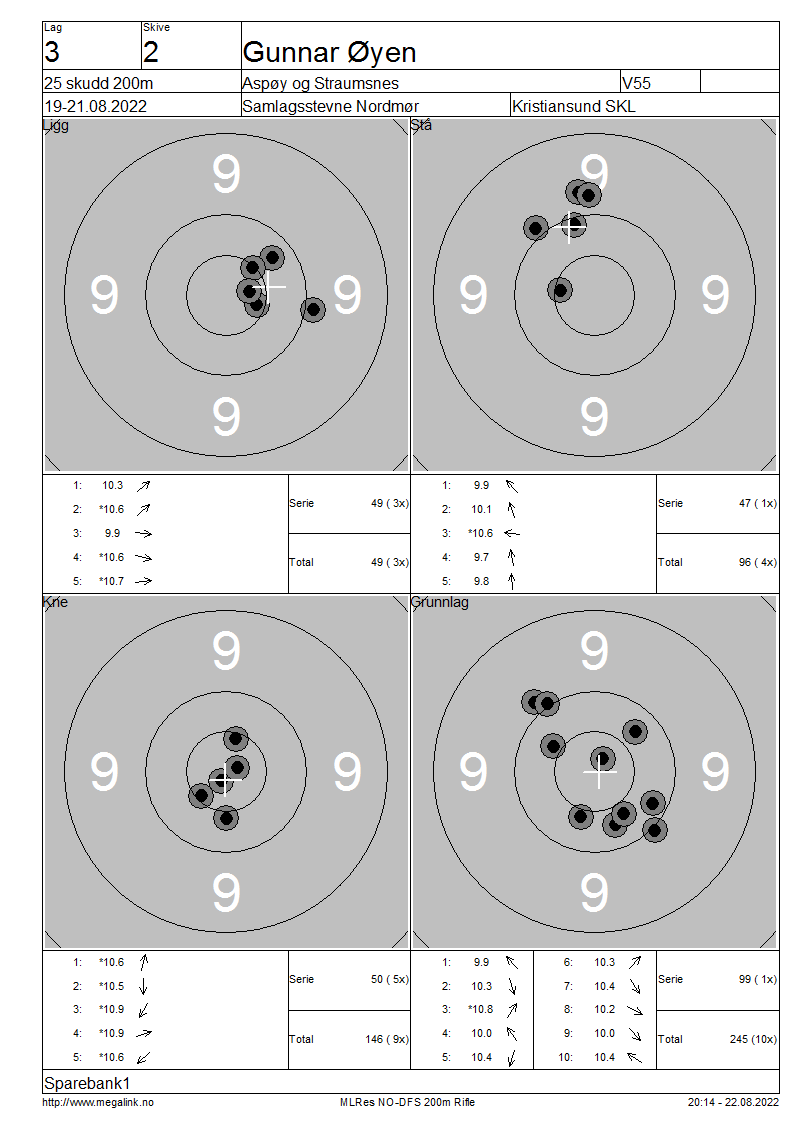 Lag Skive
3 2 Gunnar Øyen
25 skudd 200m Aspøy og Straumsnes V55
19-21.08.2022 Samlagsstevne Nordmør Kristiansund SKL
Ligg
9
9 9
9
1: 10.3
2: *10.6
3: 9.9
4: *10.6
5: *10.7
Serie 49 ( 3x)
Total 49 ( 3x)
Stå
9
9 9
9
1: 9.9
2: 10.1
3: *10.6
4: 9.7
5: 9.8
Serie 47 ( 1x)
Total 96 ( 4x)
Kne
9
9 9
9
1: *10.6
2: *10.5
3: *10.9
4: *10.9
5: *10.6
Serie 50 ( 5x)
Total 146 ( 9x)
Grunnlag
9
9 9
9
1: 9.9 6: 10.3
2: 10.3 7: 10.4
3: *10.8 8: 10.2
4: 10.0 9: 10.0
5: 10.4 10: 10.4
Serie 99 ( 1x)
Total 245 (10x)
Sparebank1
http://www.megalink.no MLRes NO-DFS 200m Rifle 20:14 - 22.08.2022